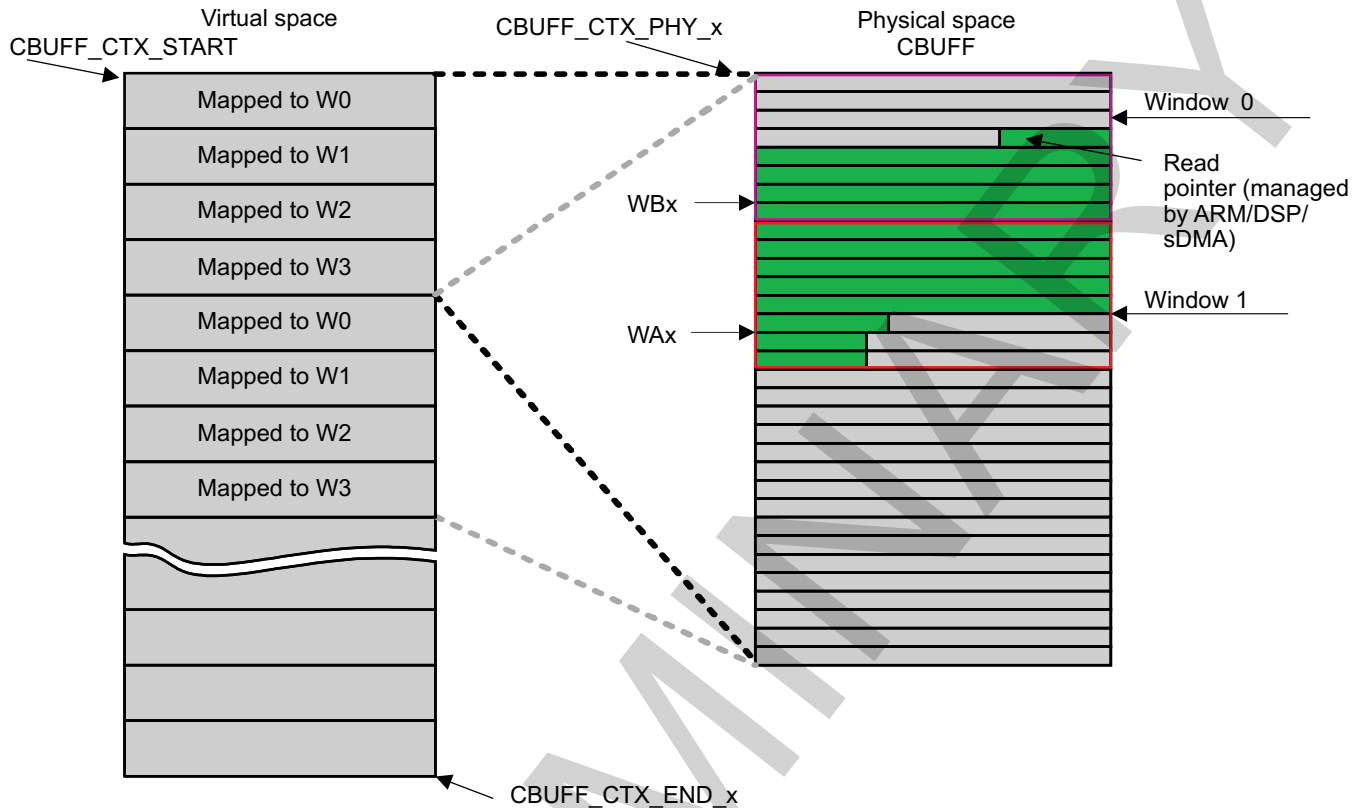 Virtual space
CBUFF_CTX_START
CBUFF_CTX_PHY_x
Physical space
CBUFF
Mapped to W0
Mapped to W1
Mapped to W2
Mapped to W3
Mapped to W0
Mapped to W1
Mapped to W2
Mapped to W3
WBx
WAx
Window 0
Read
pointer (managed
by ARM/DSP/
sDMA)
Window 1
CBUFF_CTX_END_x
MINARY